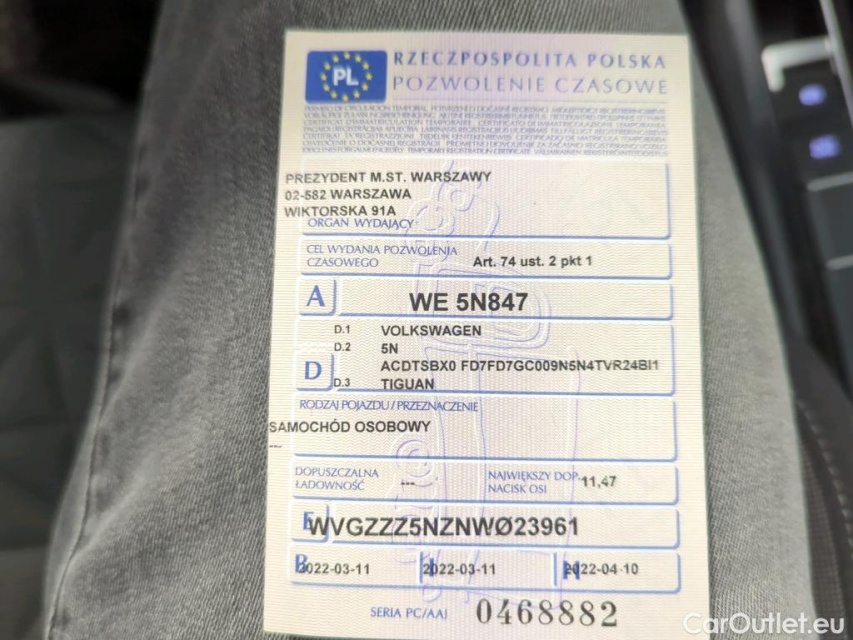 PL
RZECZPOSPOLITA POLSKA
POZWOLENIE CZASOWE
PREZYDENT M.ST. WARSZAWY
02-582 WARSZAWA
WIKTORSKA 91A
ORGAN WYDAJĄCY
CEL WYDANIA POZWOLENIA
CZASOWEGO
Art. 74 ust. 2 pkt 1
A
WE 5N847
D.1 VOLKSWAGEN
D.2 5N
ACDTSBX0 FD7FD7GC009N5N4TVR24BI1
D
D.3 TIGUAN
RODZAJ POJAZDU/PRZEZNACZENIE
SAMOCHÓD OSOBOWY
---
DOPUSZCZALNA
ŁADOWNOŚĆ
---
NAJWIĘKSZY DOP.
NACISK OSI
11,47
E
WVGZZZ5NZNWØ23961
B 2022-03-11
I 2022-03-11
H 2022-04-10
SERIA PC/AAJ 0468882
CarOutlet.eu